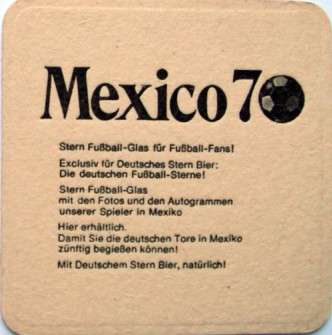 Mexico 70
Stern Fußball-Glas für Fußball-Fans!
Exclusiv für Deutsches Stern Bier:
Die deutschen Fußball-Sterne!
Stern Fußball-Glas
mit den Fotos und den Autogrammen
unserer Spieler in Mexiko
Hier erhältlich.
Damit Sie die deutschen Tore in Mexiko
zünftig begießen können!
Mit Deutschem Stern Bier, natürlich!